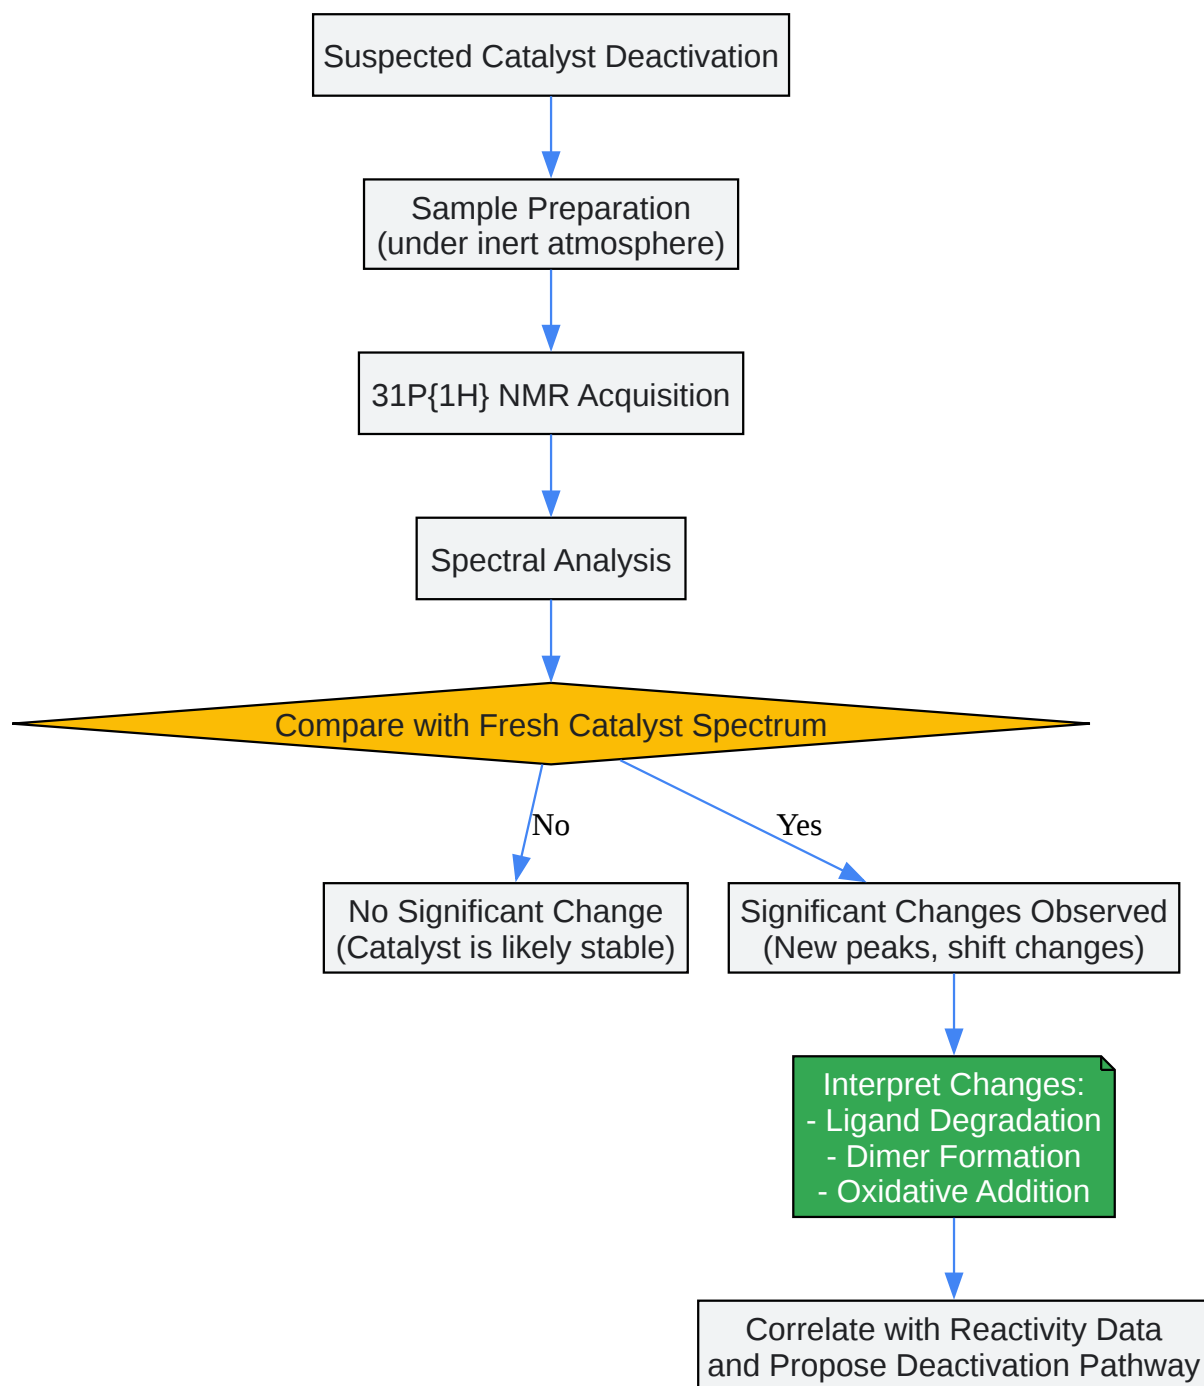 Suspected Catalyst Deactivation
Sample Preparation
(under inert atmosphere)
31P{1H} NMR Acquisition
Spectral Analysis
Compare with Fresh Catalyst Spectrum
No
Yes
No Significant Change
(Catalyst is likely stable)
Significant Changes Observed
(New peaks, shift changes)
Interpret Changes:
- Ligand Degradation
- Dimer Formation
- Oxidative Addition
Correlate with Reactivity Data
and Propose Deactivation Pathway